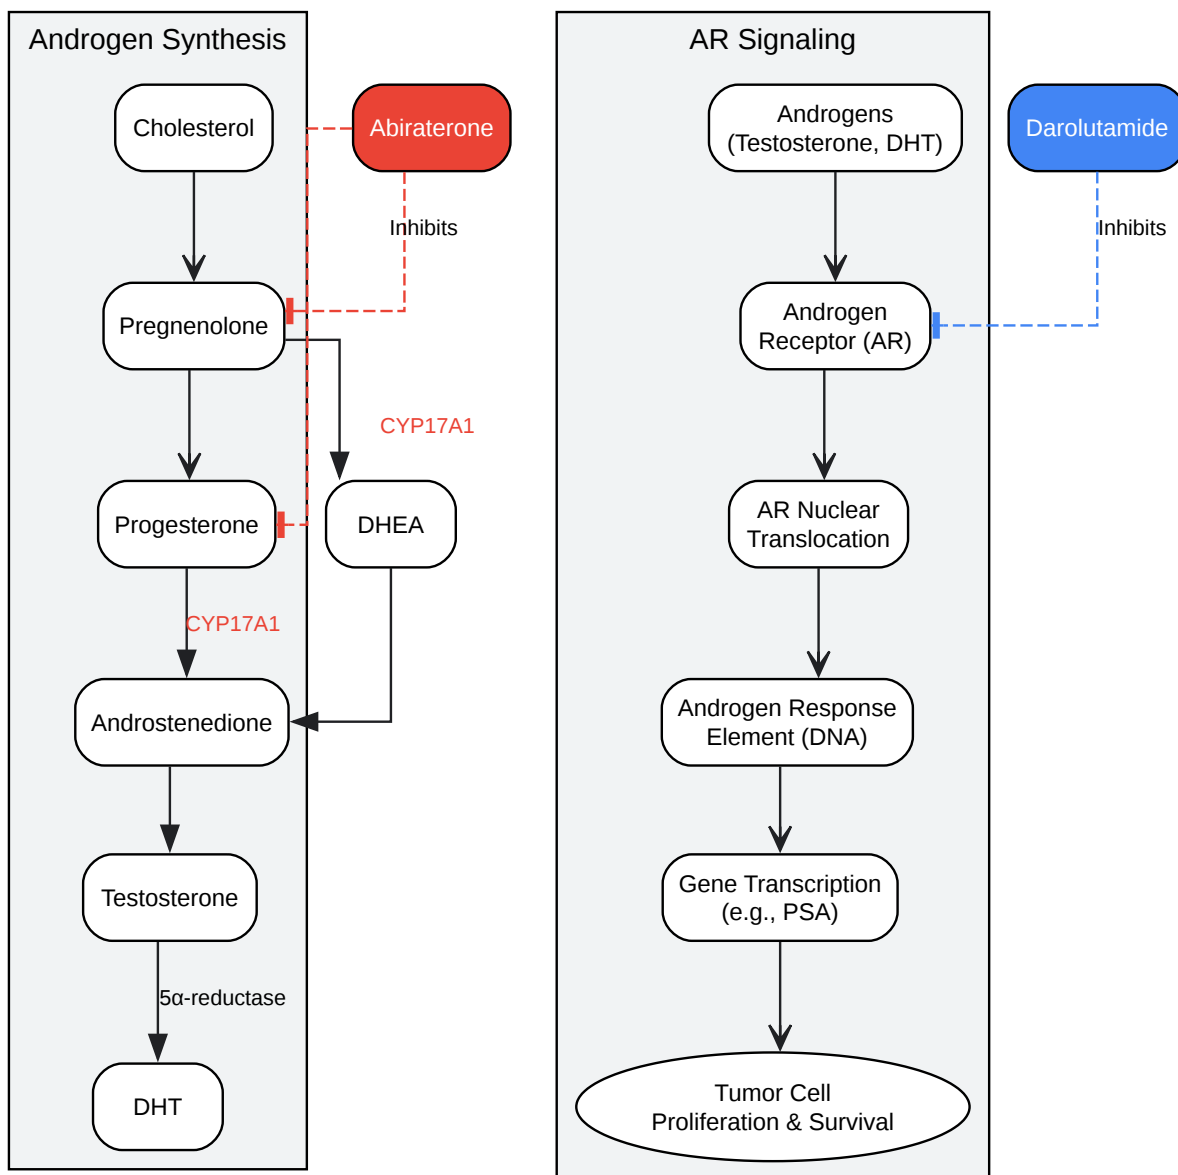 Androgen Synthesis
Cholesterol
Abiraterone
Inhibits
Pregnenolone
CYP17A1
Progesterone
DHEA
CYP17A1
Androstenedione
Testosterone
5α-reductase
DHT
AR Signaling
Androgens
(Testosterone, DHT)
Darolutamide
Inhibits
Androgen
Receptor (AR)
AR Nuclear
Translocation
Androgen Response
Element (DNA)
Gene Transcription
(e.g., PSA)
Tumor Cell
Proliferation & Survival